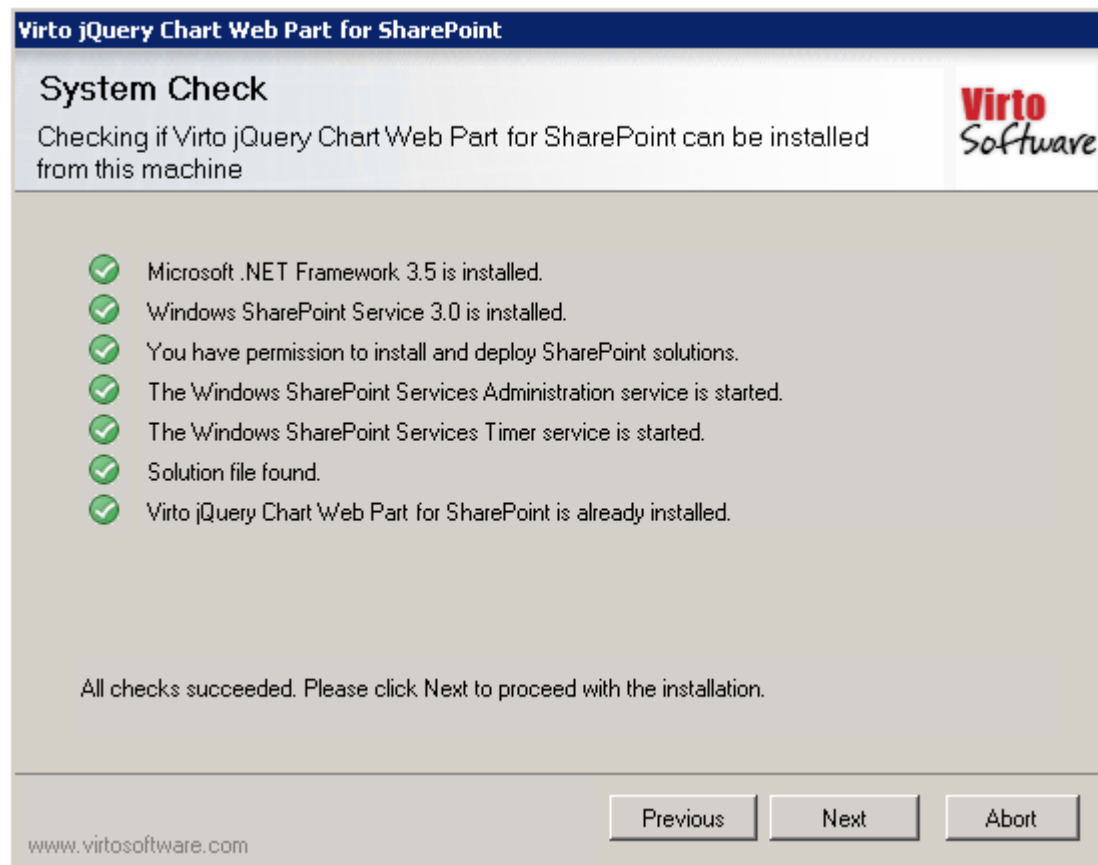 Virto jQuery Chart Web Part for SharePoint
System Check
Checking if Virto jQuery Chart Web Part for SharePoint can be installed
from this machine
Virto
Software
Microsoft .NET Framework 3.5 is installed.
Windows SharePoint Service 3.0 is installed.
You have permission to install and deploy SharePoint solutions.
The Windows SharePoint Services Administration service is started.
The Windows SharePoint Services Timer service is started.
Solution file found.
Virto jQuery Chart Web Part for SharePoint is already installed.
All checks succeeded. Please click Next to proceed with the installation.
Previous
Next
Abort
www.virtosoftware.com